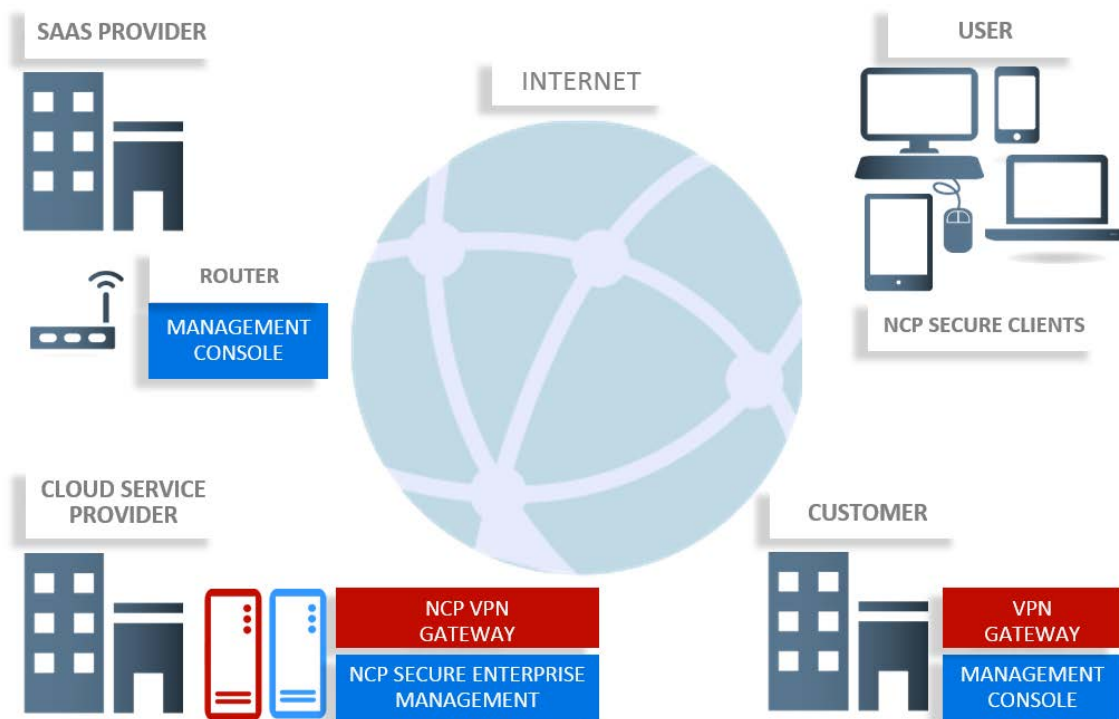 SAAS PROVIDER
USER
INTERNET
ROUTER
MANAGEMENT
CONSOLE
NCP SECURE CLIENTS
CLOUD SERVICE
PROVIDER
CUSTOMER
NCP VPN
GATEWAY
NCP SECURE ENTERPRISE
MANAGEMENT
VPN
GATEWAY
MANAGEMENT
CONSOLE